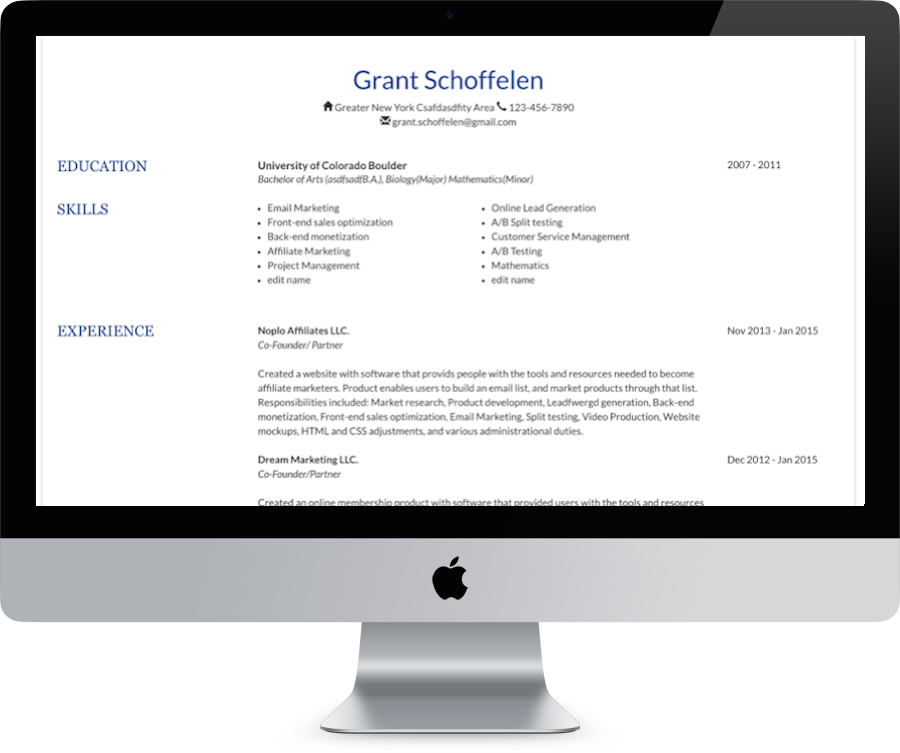 Grant Schoffelen
Greater New York Csafdasdfity Area 123-456-7890
grant.schoffelen@gmail.com
EDUCATION
University of Colorado Boulder
2007 - 2011
Bachelor of Arts (asdfsadfB.A.), Biology(Major) Mathematics(Minor)
SKILLS
• Email Marketing
• Front-end sales optimization
• Back-end monetization
• Affiliate Marketing
• Project Management
• edit name
• Online Lead Generation
• A/B Split testing
• Customer Service Management
• A/B Testing
• Mathematics
• edit name
EXPERIENCE
Noplo Affiliates LLC.
Nov 2013 - Jan 2015
Co-Founder/ Partner
Created a website with software that provids people with the tools and resources needed to become
affiliate marketers. Product enables users to build an email list, and market products through that list.
Responsibilities included: Market research, Product development, Leadfwergd generation, Back-end
monetization, Front-end sales optimization, Email Marketing, Split testing, Video Production, Website
mockups, HTML and CSS adjustments, and various administrational duties.
Dream Marketing LLC.
Dec 2012 - Jan 2015
Co-Founder/Partner
Created an online membership product with software that provided users with the tools and resources